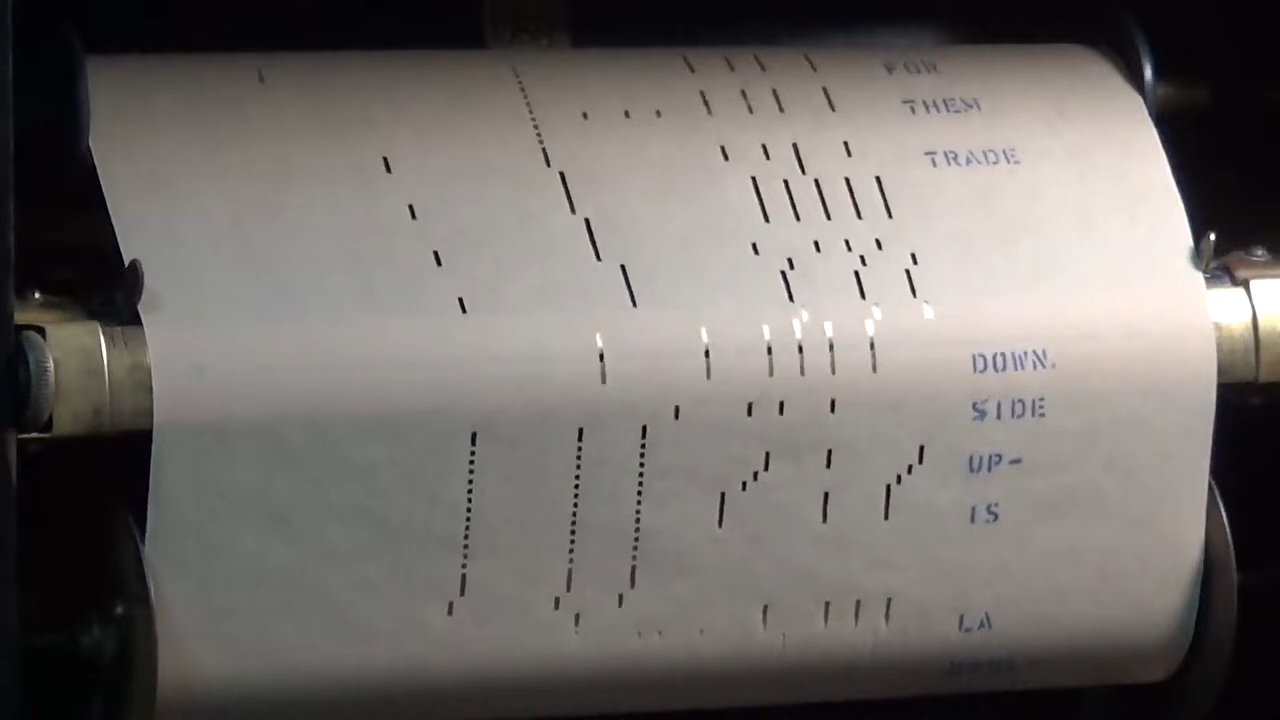 FOR
THEM
TRADE
DOWN.
SIDE
UP-
IS
LA